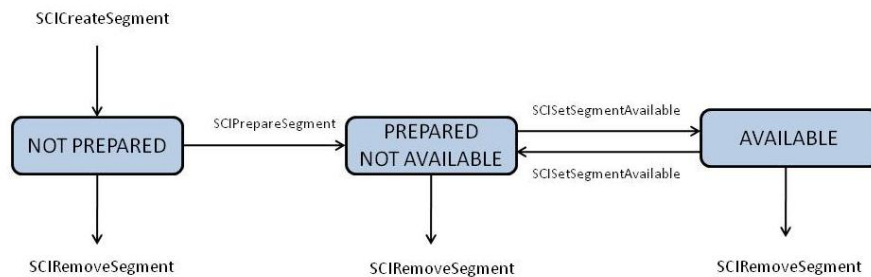 SCICreateSegment
SCIPrepareSegment
SCISetSegmentAvailable
NOT PREPARED
PREPARED
NOT AVAILABLE
AVAILABLE
SCISetSegmentAvailable
SCIRemoveSegment
SCIRemoveSegment
SCIRemoveSegment